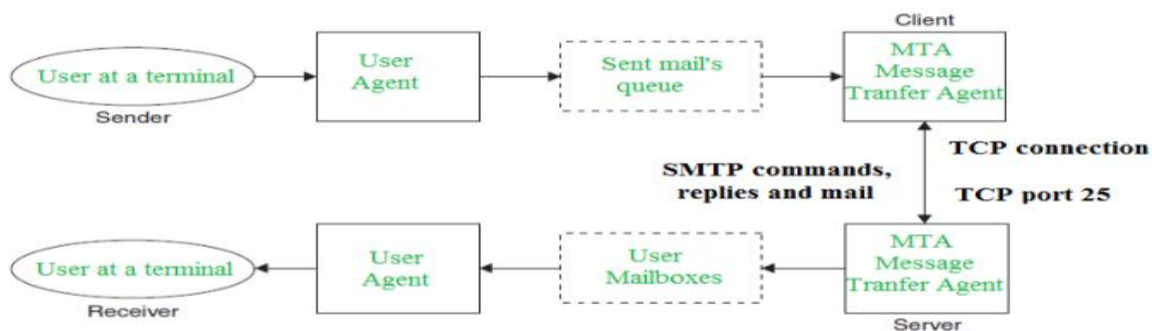 Client
User at a terminal
User
Agent
Sent mail's
queue
MTA
Message
Tranfer Agent
Sender
TCP connection
SMTP commands,
replies and mail
TCP port 25
User at a terminal
User
Agent
User
Mailboxes
MTA
Message
Tranfer Agent
Receiver
Server